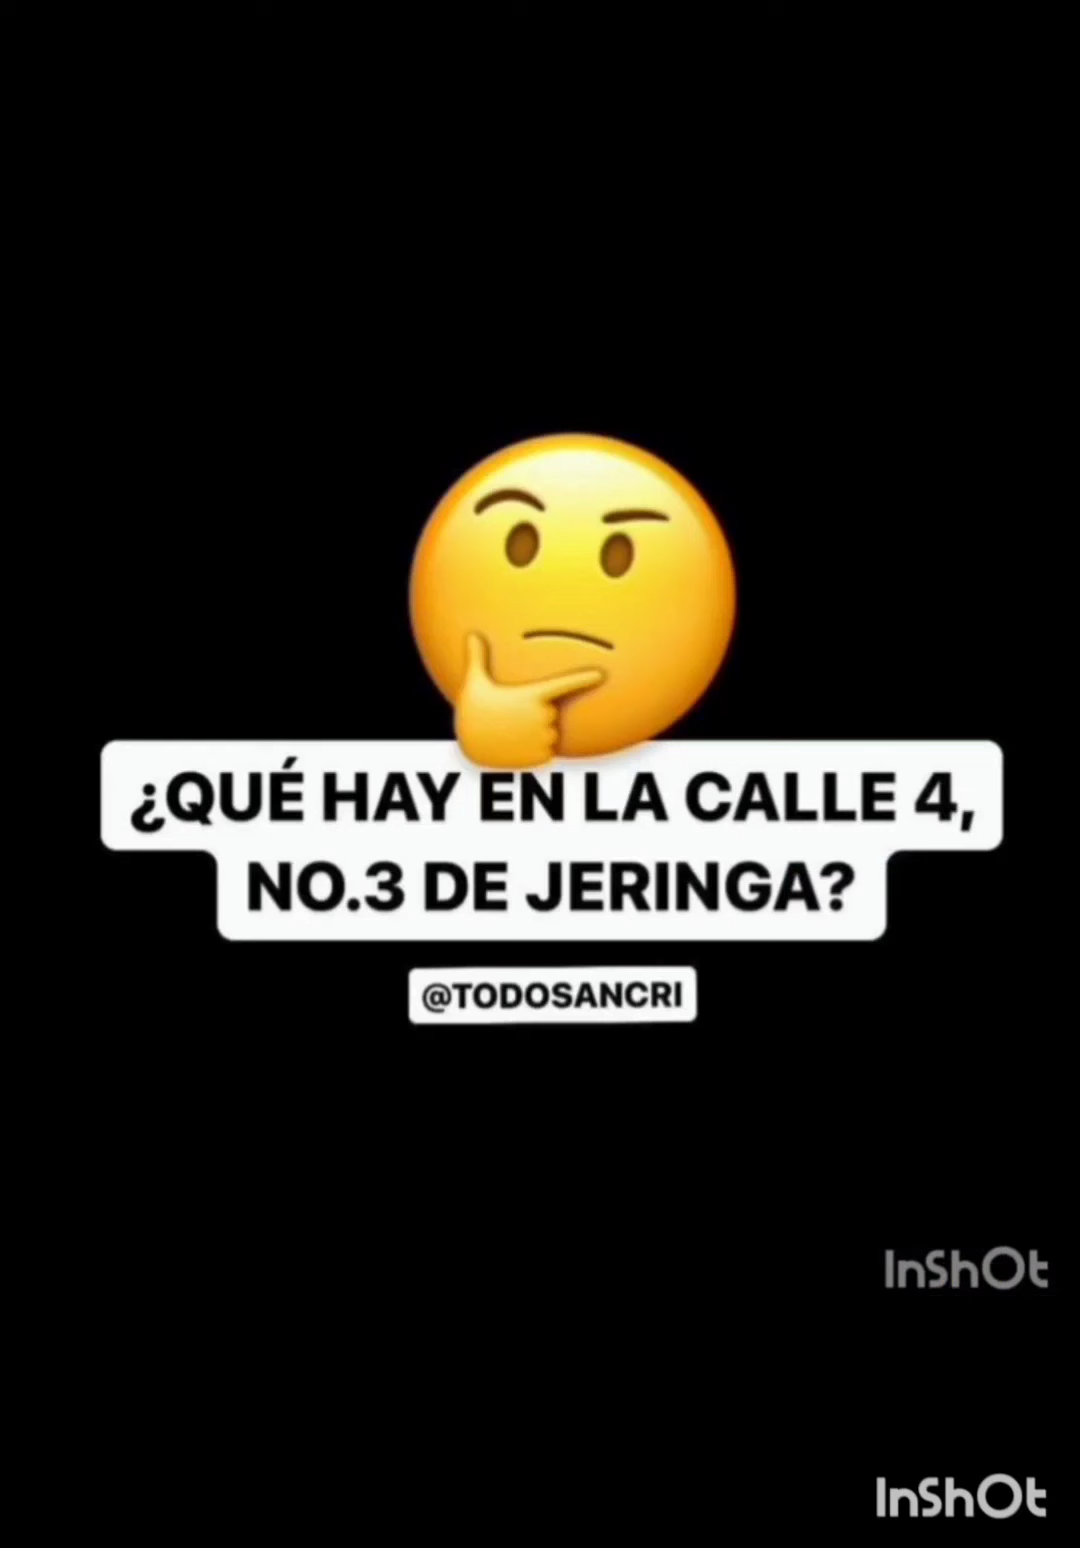 ¿QUÉ HAY EN LA CALLE 4,
NO.3 DE JERINGA?
@TODOSANCRI
InShOt
InShOt